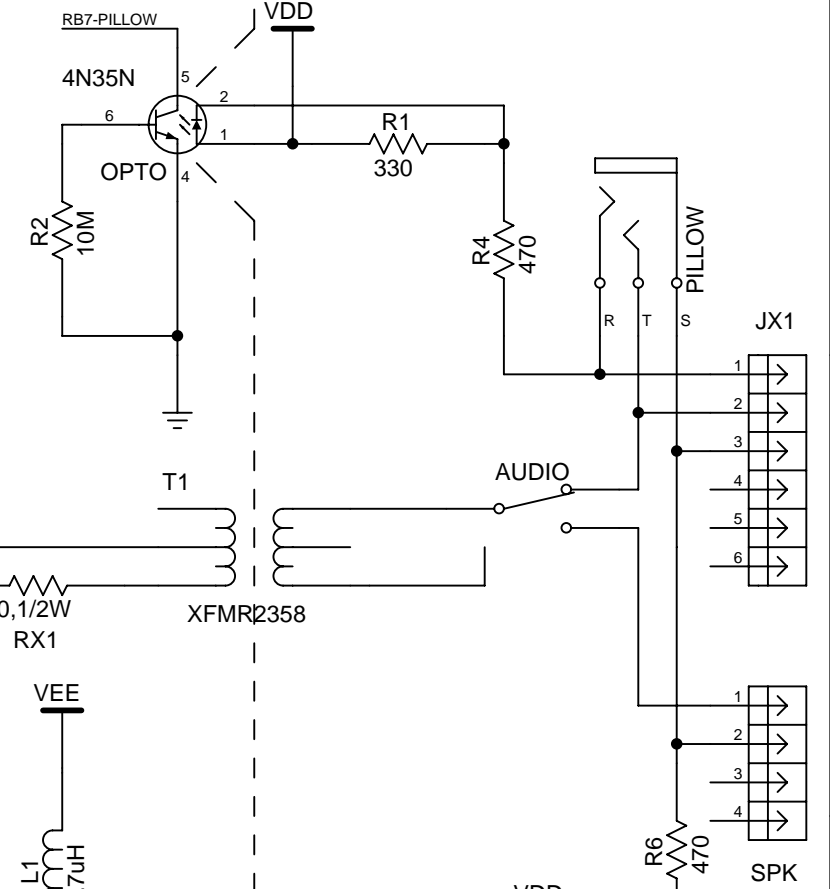 RB7-PILLOW
VDD
4N35N
5
2
6
1
R1
330
OPTO
4
R2
10M
R4
470
PILLOW
R
T
S
JX1
1
2
3
4
5
6
T1
AUDIO
XFMR2358
0,1/2W
RX1
VEE
1
2
3
4
L1
7uH
R6
470
SPK
VDD